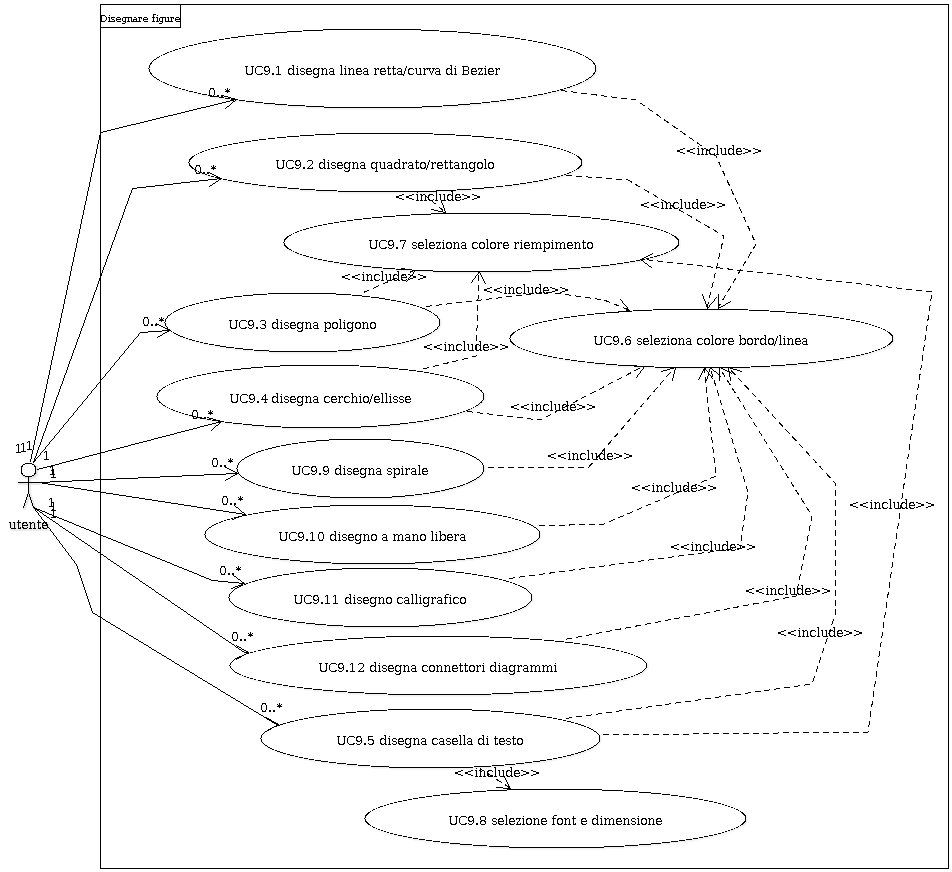 Disegnare figure
UC9.1 disegna linea retta/curva di Bezier
0..*
<<include>>
UC9.2 disegna quadrato/rettangolo
0..*
<<include>>
<<include>>
UC9.7 seleziona colore riempimento
<<include>>
<<include>>
UC9.3 disegna poligono
0..*
UC9.6 seleziona colore bordo/linea
<<include>>
UC9.4 disegna cerchio/ellisse
<<include>>
0..*
1
1
1
1
<<include>>
UC9.9 disegna spirale
0..*
1
1
<<include>>
0..*
1
1
<<include>>
utente
UC9.10 disegno a mano libera
<<include>>
0..*
UC9.11 disegno calligrafico
<<include>>
0..*
<<include>>
UC9.12 disegna connettori diagrammi
0..*
UC9.5 disegna casella di testo
<<include>>
UC9.8 selezione font e dimensione